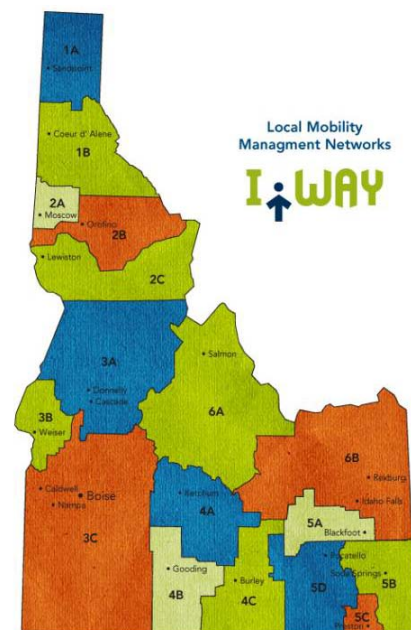 1A
Sandpoint
Coeur d' Alene
1B
Local Mobility
Managment Networks
I WAY
2A
Moscow
Orofino
2B
Lewiston
2C
3A
Salmon
Donnelly
Cascade
6A
3B
Weiser
6B
Caldwell
Boise
Nampa
Ketchum
4A
Rexburg
Idaho Falls
5A
Blackfoot
3C
Pocatello
Gooding
4B
Burley
4C
Soda Springs
5D
5B
5C
Preston